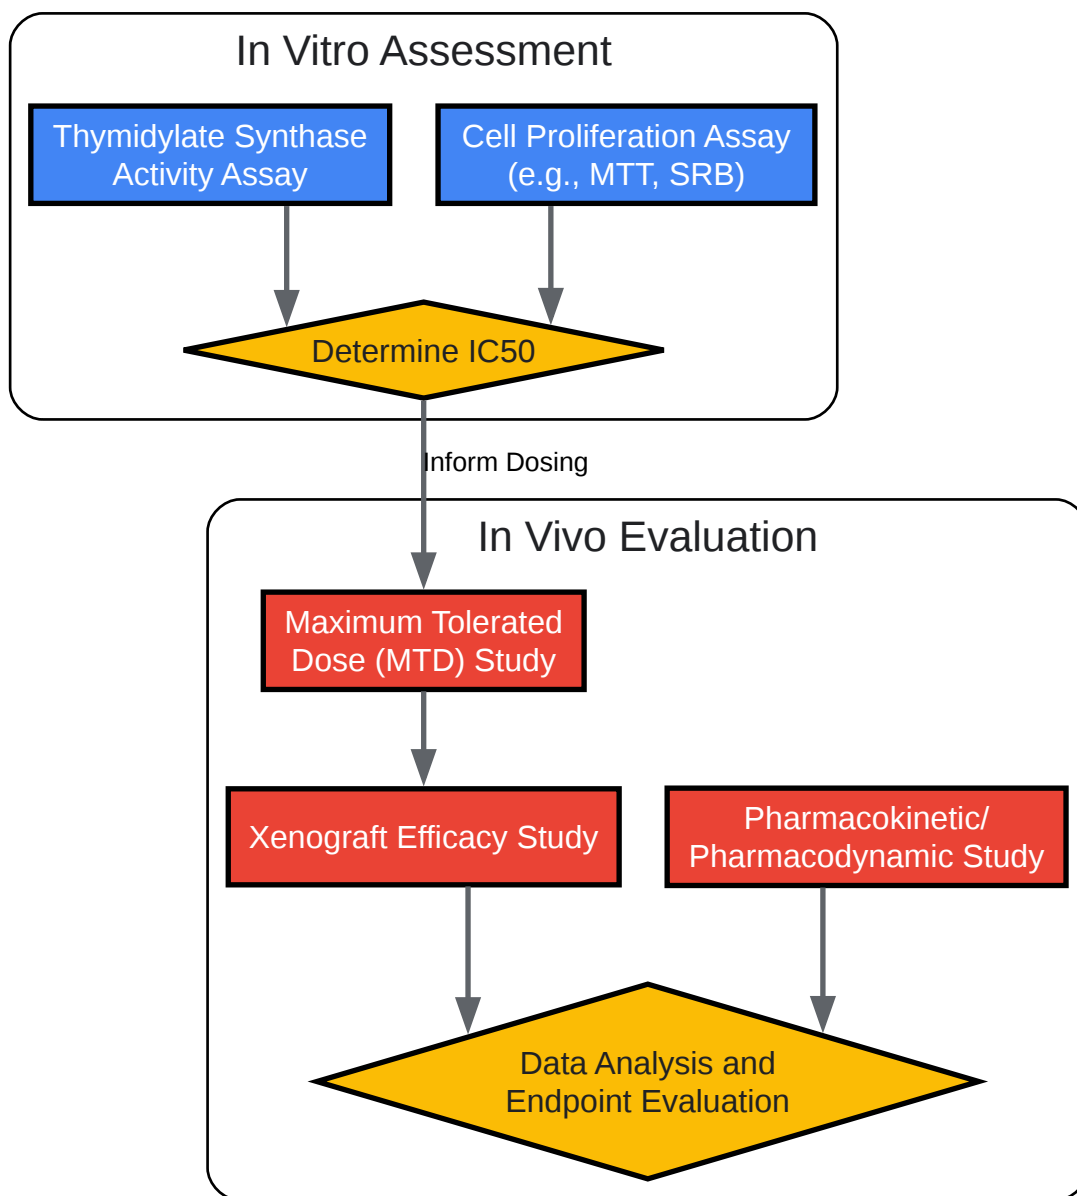 In Vitro Assessment
Thymidylate Synthase
Activity Assay
Cell Proliferation Assay
(e.g., MTT, SRB)
Determine IC50
Inform Dosing
In Vivo Evaluation
Maximum Tolerated
Dose (MTD) Study
Xenograft Efficacy Study
Pharmacokinetic/
Pharmacodynamic Study
Data Analysis and
Endpoint Evaluation